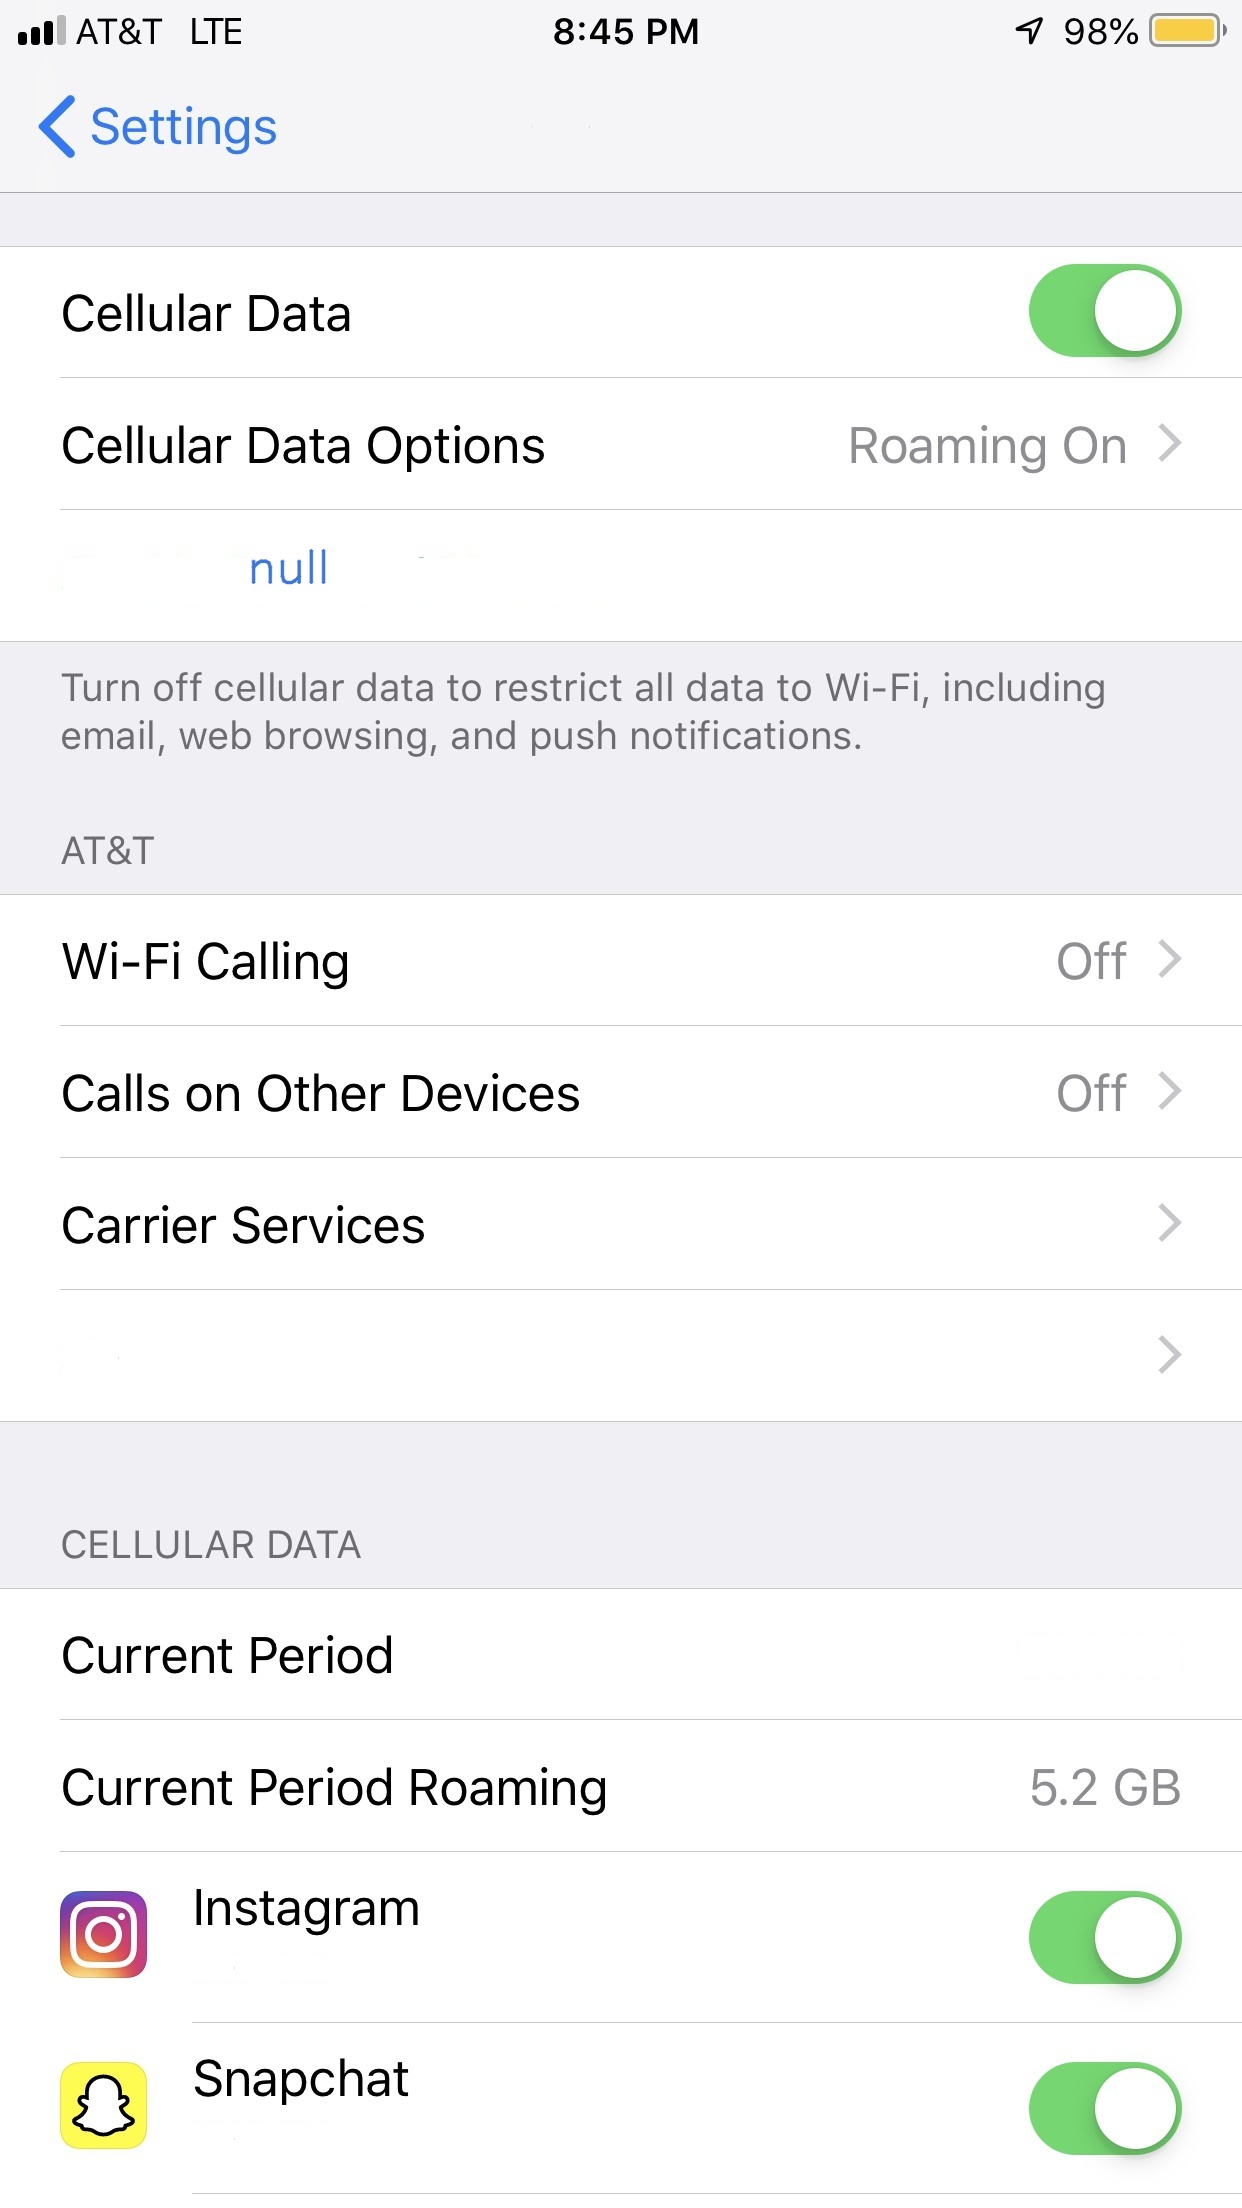 AT&T LTE 8:45 PM 98%
Settings
Cellular Data
Cellular Data Options Roaming On
null
Turn off cellular data to restrict all data to Wi-Fi, including
email, web browsing, and push notifications.
AT&T
Wi-Fi Calling Off
Calls on Other Devices Off
Carrier Services
CELLULAR DATA
Current Period
Current Period Roaming 5.2 GB
Instagram
Snapchat